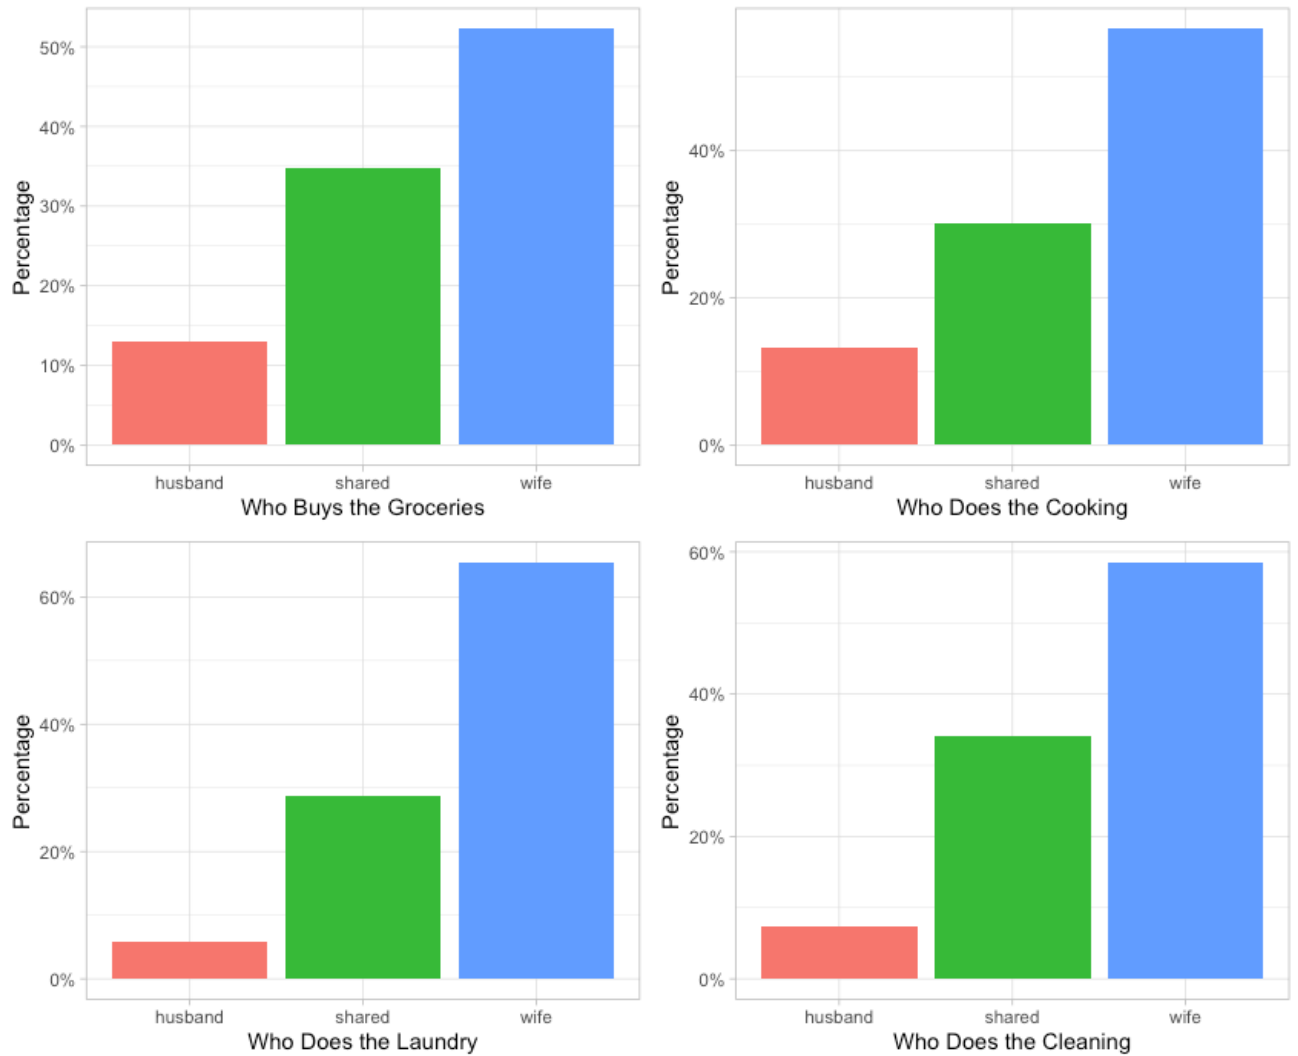 Percentage
50%
40%
30%
20%
10%
0%
husband shared wife
Who Buys the Groceries
Percentage
40%
20%
0%
husband shared wife
Who Does the Cooking
Percentage
60%
40%
20%
0%
husband shared wife
Who Does the Laundry
Percentage
60%
40%
20%
0%
husband shared wife
Who Does the Cleaning